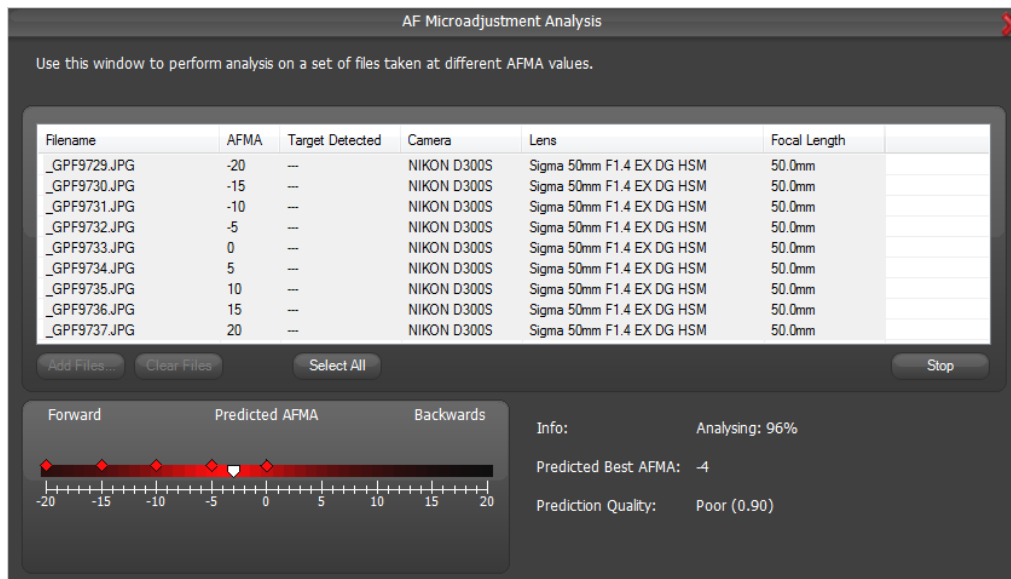 AF Microadjustment Analysis
Use this window to perform analysis on a set of files taken at different AFMA values.
Filename AFMA Target Detected Camera Lens Focal Length
_GPF9729.JPG -20 --- NIKON D300S Sigma 50mm F1.4 EX DG HSM 50.0mm
_GPF9730.JPG -15 --- NIKON D300S Sigma 50mm F1.4 EX DG HSM 50.0mm
_GPF9731.JPG -10 --- NIKON D300S Sigma 50mm F1.4 EX DG HSM 50.0mm
_GPF9732.JPG -5 --- NIKON D300S Sigma 50mm F1.4 EX DG HSM 50.0mm
_GPF9733.JPG 0 --- NIKON D300S Sigma 50mm F1.4 EX DG HSM 50.0mm
_GPF9734.JPG 5 --- NIKON D300S Sigma 50mm F1.4 EX DG HSM 50.0mm
_GPF9735.JPG 10 --- NIKON D300S Sigma 50mm F1.4 EX DG HSM 50.0mm
_GPF9736.JPG 15 --- NIKON D300S Sigma 50mm F1.4 EX DG HSM 50.0mm
_GPF9737.JPG 20 --- NIKON D300S Sigma 50mm F1.4 EX DG HSM 50.0mm
Add Files... Clear Files Select All Stop
Forward Predicted AFMA Backwards
-20 -15 -10 -5 0 5 10 15 20
Info: Analysing: 96%
Predicted Best AFMA: -4
Prediction Quality: Poor (0.90)